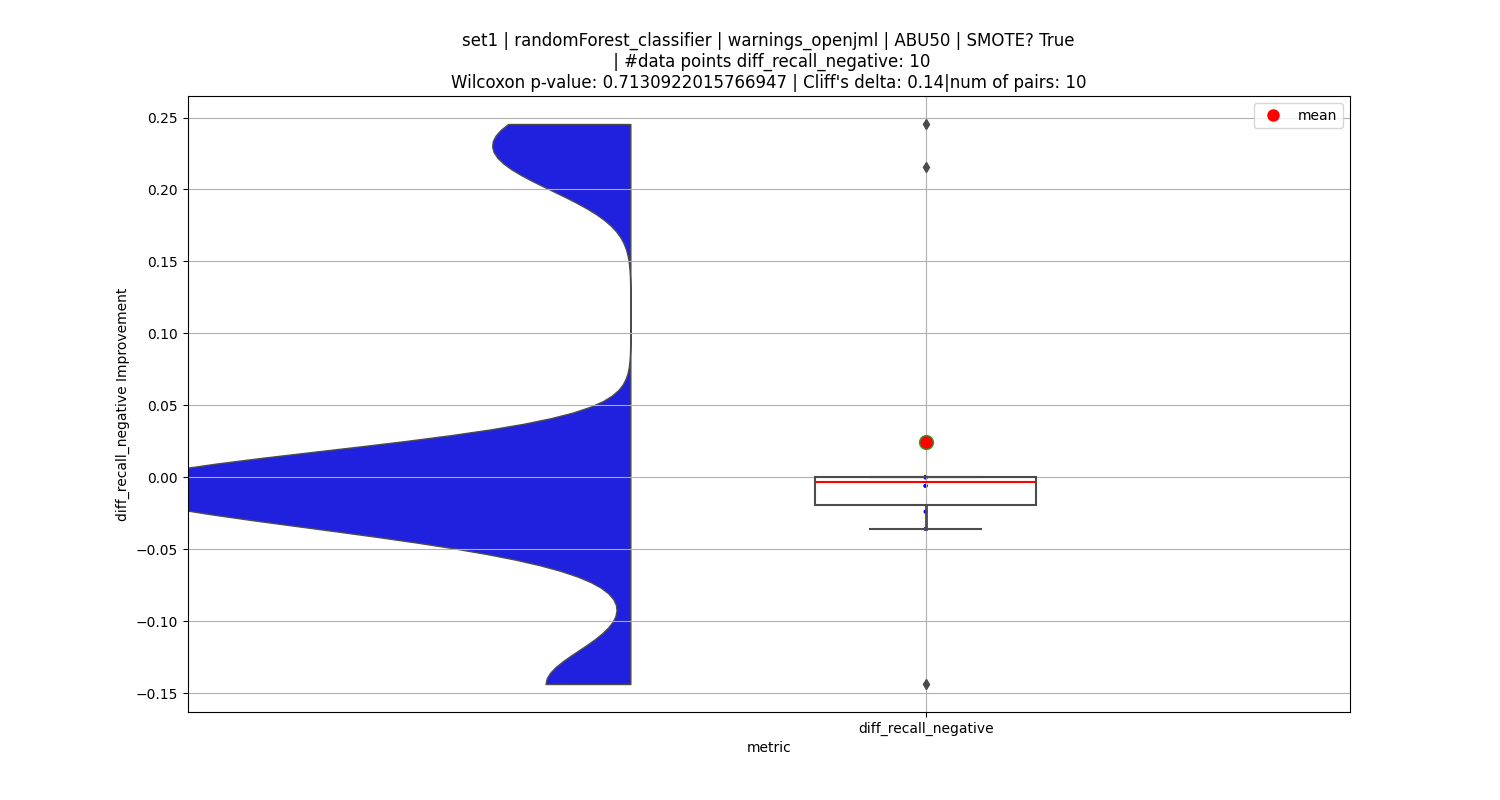 set1 | randomForest_classifier | warnings_openjml | ABU50 | SMOTE? True
| #data points diff_recall_negative: 10
Wilcoxon p-value: 0.7130922015766947 | Cliff's delta: 0.14|num of pairs: 10
mean
0.25
0.20
0.15
0.10
0.05
0.00
−0.05
−0.10
−0.15
diff_recall_negative Improvement
diff_recall_negative
metric